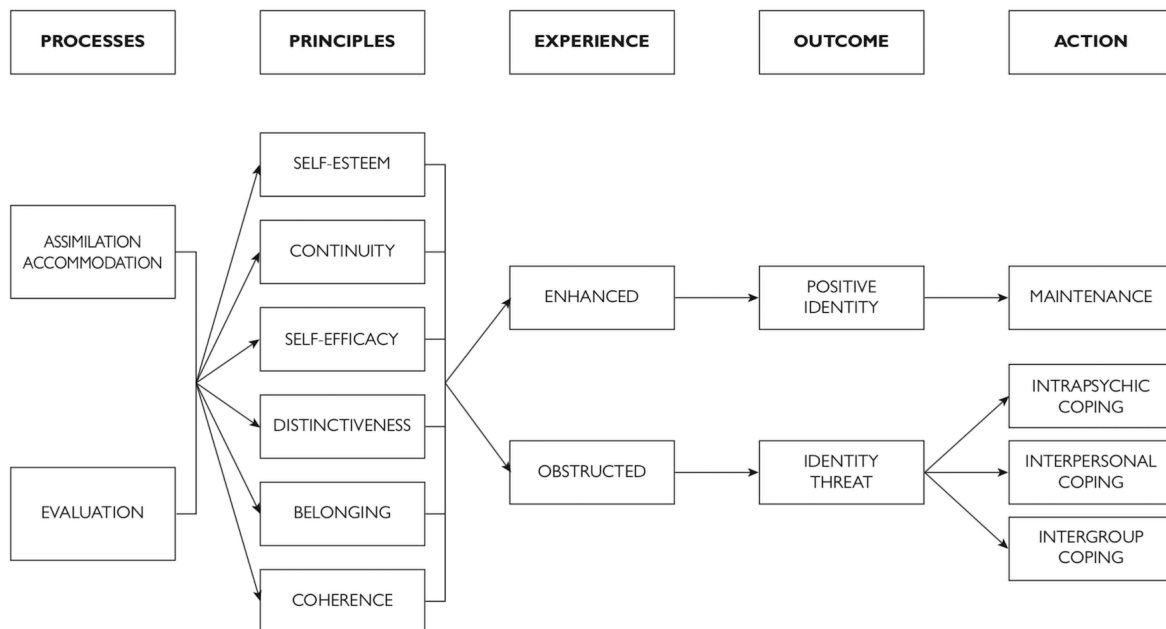 PROCESSES
PRINCIPLES
EXPERIENCE
OUTCOME
ACTION
ASSIMILATION
ACCOMMODATION
EVALUATION
SELF-ESTEEM
CONTINUITY
SELF-EFFICACY
DISTINCTIVENESS
BELONGING
COHERENCE
ENHANCED
OBSTRUCTED
POSITIVE
IDENTITY
IDENTITY
THREAT
MAINTENANCE
INTRAPSYCHIC
COPING
INTERPERSONAL
COPING
INTERGROUP
COPING